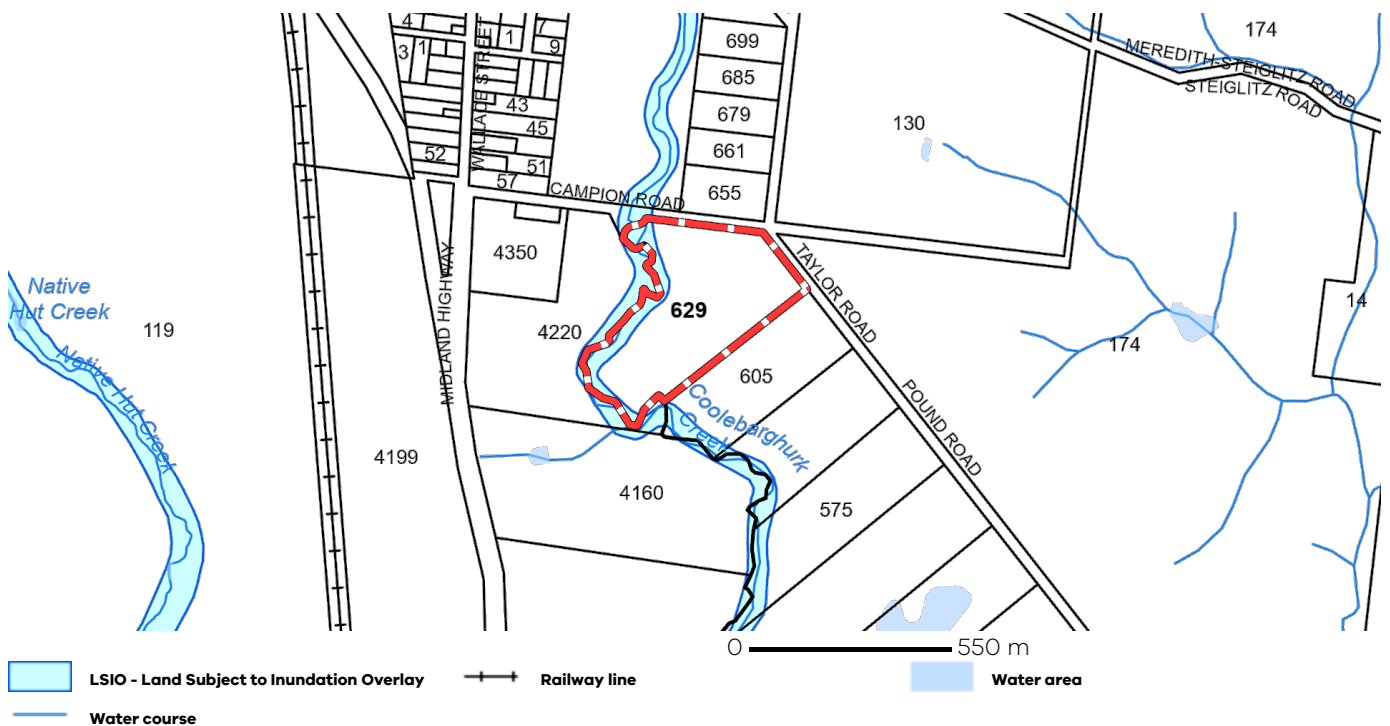 4
1
7
9
3
1
WALLACE STREET
43
45
52
51
57
699
685
679
661
655
174
MEREDITH-STEIGLITZ ROAD
STEIGLITZ ROAD
130
CAMPION ROAD
4350
MIDLAND HIGHWAY
TAYLOR ROAD
Native
Hut Creek
119
Native Hut Creek
4220
629
14
174
605
POUND ROAD
Coolebarghurk
Creek
4199
4160
575
0 550 m
LSIO - Land Subject to Inundation Overlay
Railway line
Water area
Water course